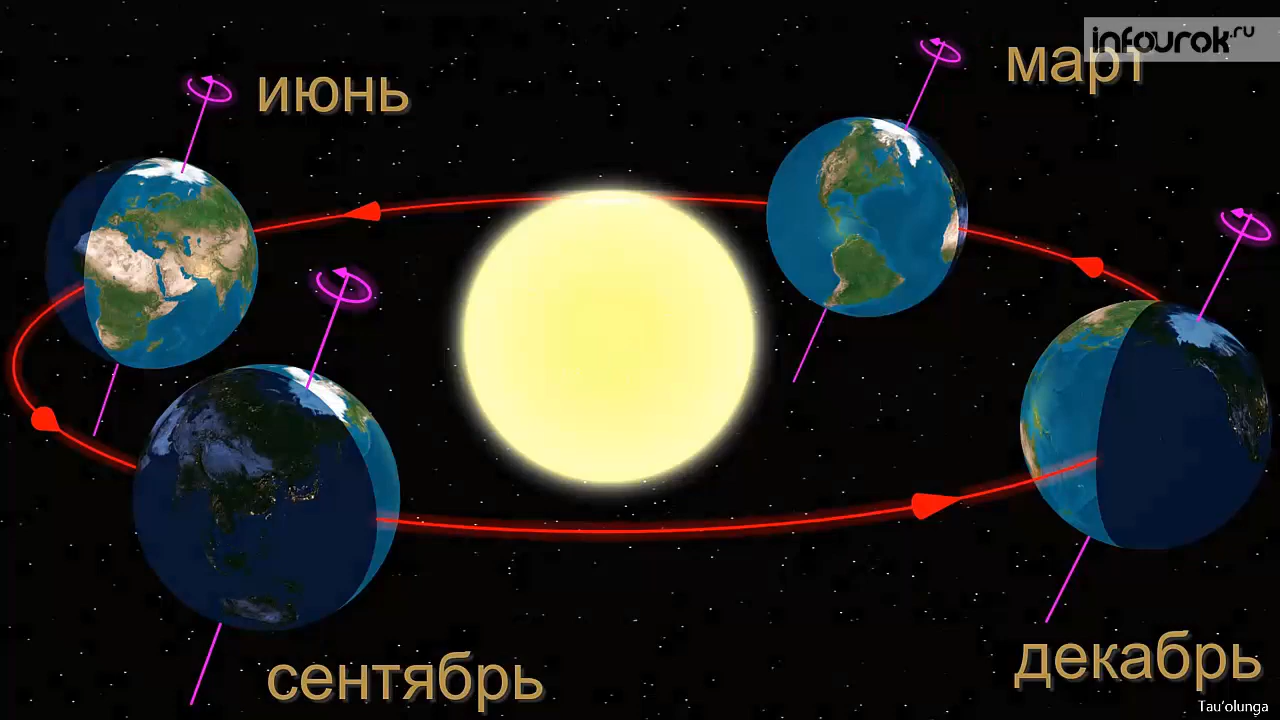 infourok.ru
март
июнь
сентябрь
декабрь
Tau'olunga